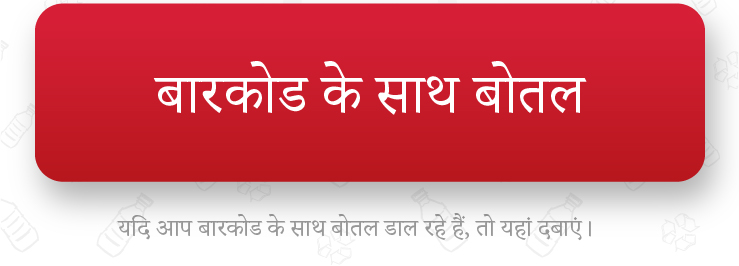 बारकोड के साथ बोतल
यदि आप बारकोड के साथ बोतल डाल रहे हैं, तो यहां दबाएं।